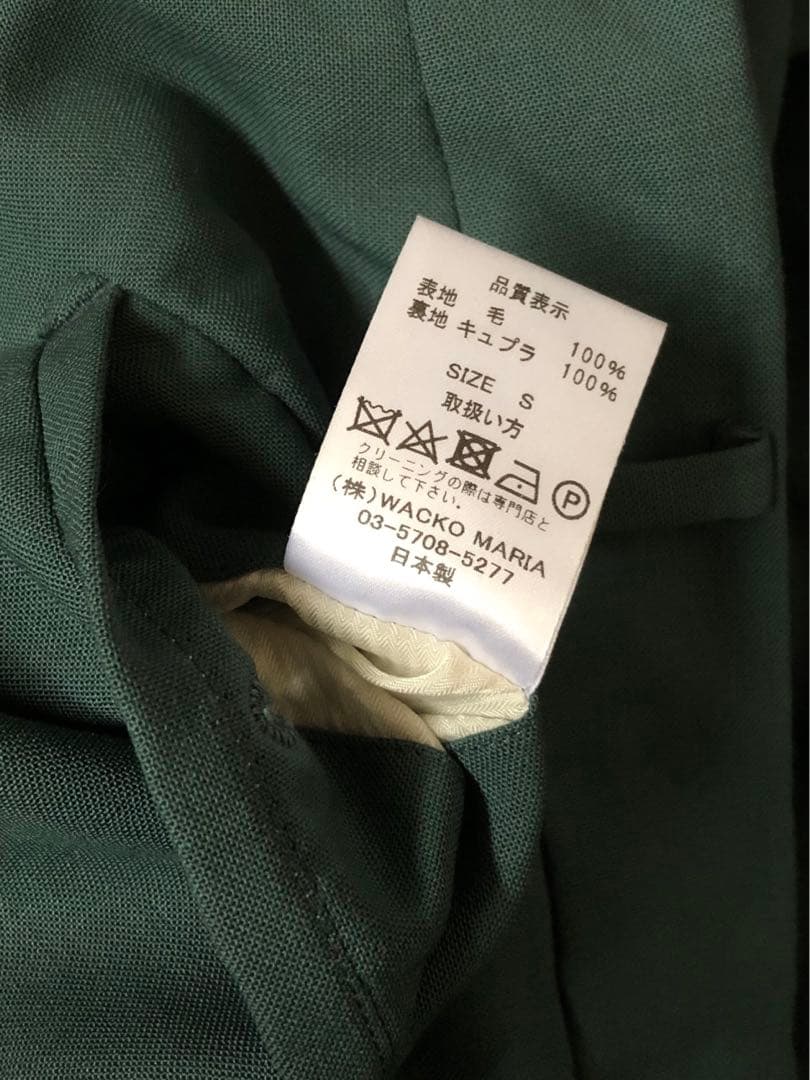 品質表示
表地 毛 100%
裏地 キュプラ 100%
SIZE S
取扱い方
P
クリーニングの際は専門店と
相談して下さい。
(株)WACKO MARIA
03-5708-5277
日本製